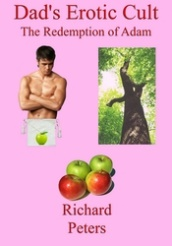 Dad's Erotic Cult
The Redemption of Adam
Richard
Peters